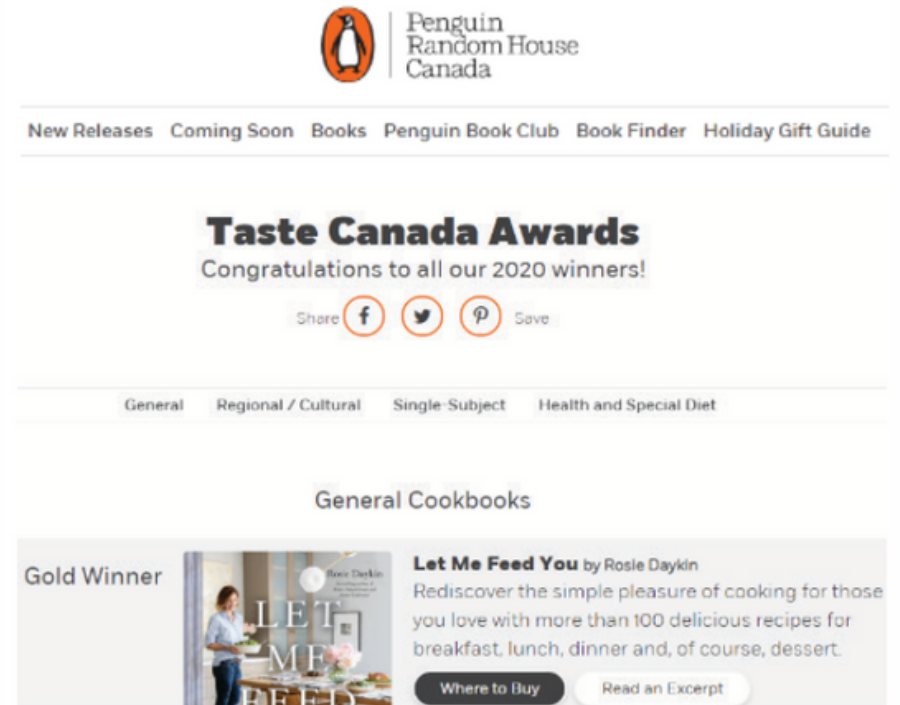 Penguin
Random House
Canada
New Releases Coming Soon Books Penguin Book Club Book Finder Holiday Gift Guide
Taste Canada Awards
Congratulations to all our 2020 winners!
Share Save
General Regional / Cultural Single-Subject Health and Special Diet
General Cookbooks
Gold Winner
Rosie Daykin
LET
ME
FEED
Let Me Feed You by Rosie Daykin
Rediscover the simple pleasure of cooking for those
you love with more than 100 delicious recipes for
breakfast, lunch, dinner and, of course, dessert.
Where to Buy Read an Excerpt